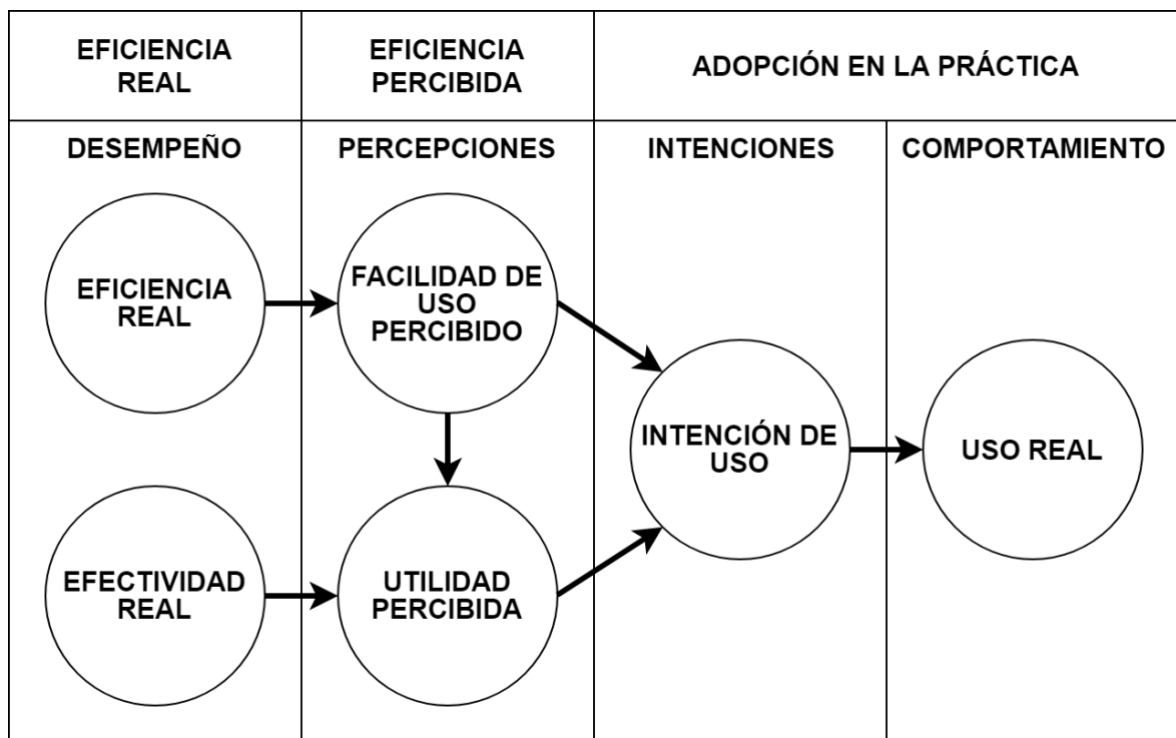 EFICIENCIA
REAL
EFICIENCIA
PERCIBIDA
ADOPCIÓN EN LA PRÁCTICA
DESEMPEÑO
PERCEPCIONES
INTENCIONES
COMPORTAMIENTO
EFICIENCIA
REAL
FACILIDAD DE
USO
PERCIBIDO
INTENCIÓN DE
USO
USO REAL
EFECTIVIDAD
REAL
UTILIDAD
PERCIBIDA